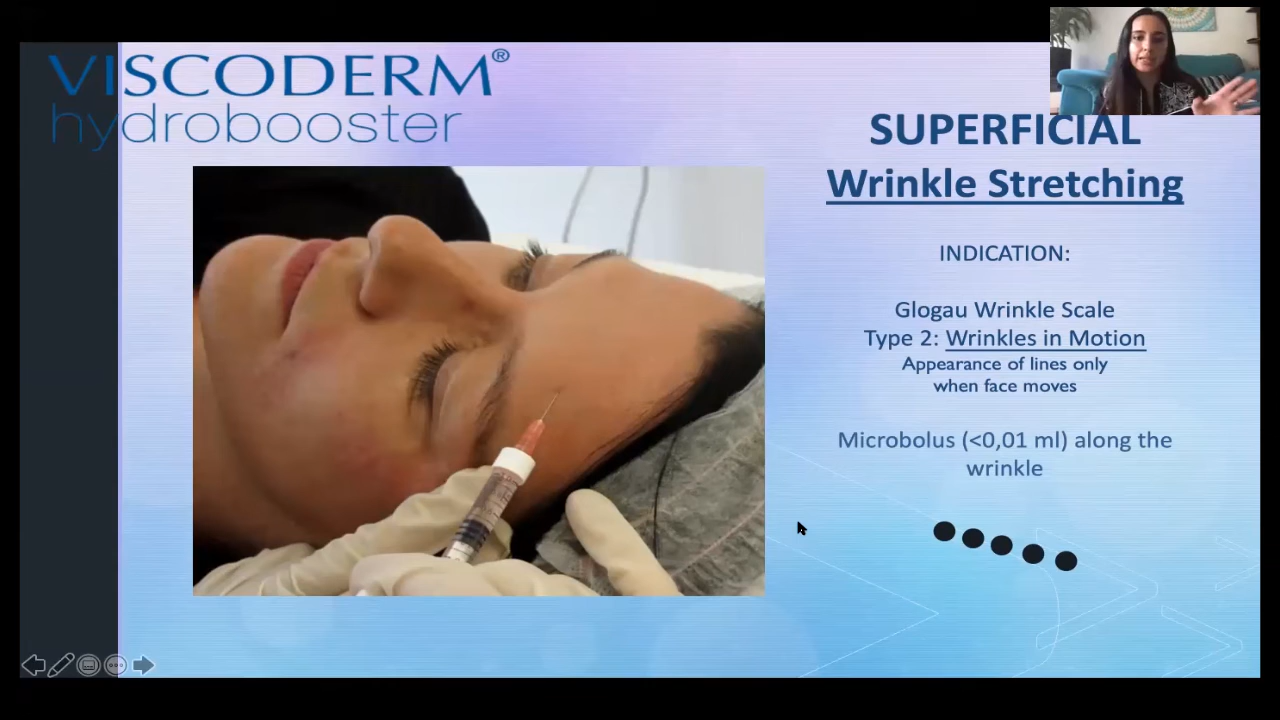 VISCODERM®
hydrobooster
SUPERFICIAL
Wrinkle Stretching
INDICATION:
Glogau Wrinkle Scale
Type 2: Wrinkles in Motion
Appearance of lines only
when face moves
Microbolus (<0,01 ml) along the
wrinkle